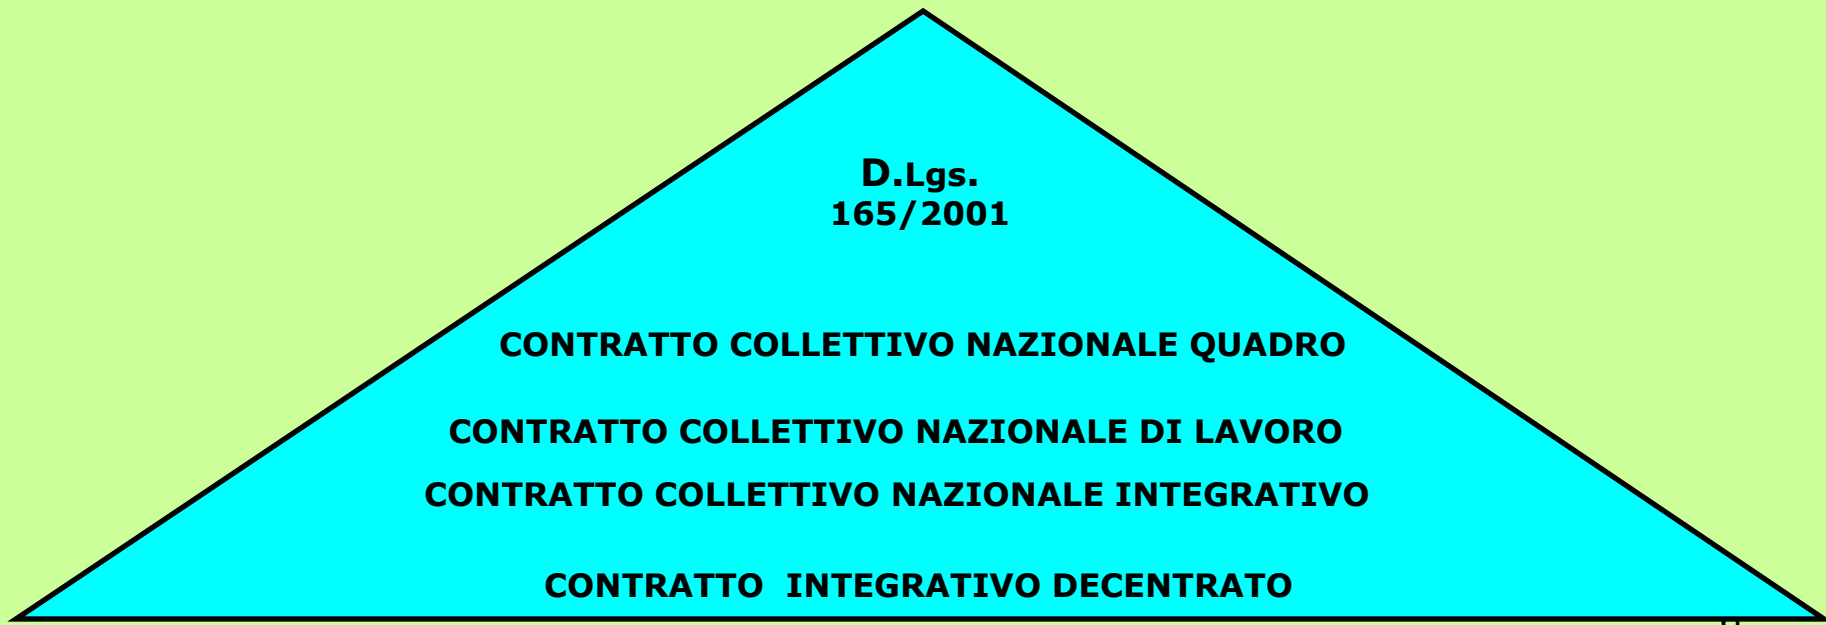 D.Lgs.
165/2001
CONTRATTO COLLETTIVO NAZIONALE QUADRO
CONTRATTO COLLETTIVO NAZIONALE DI LAVORO
CONTRATTO COLLETTIVO NAZIONALE INTEGRATIVO
CONTRATTO INTEGRATIVO DECENTRATO